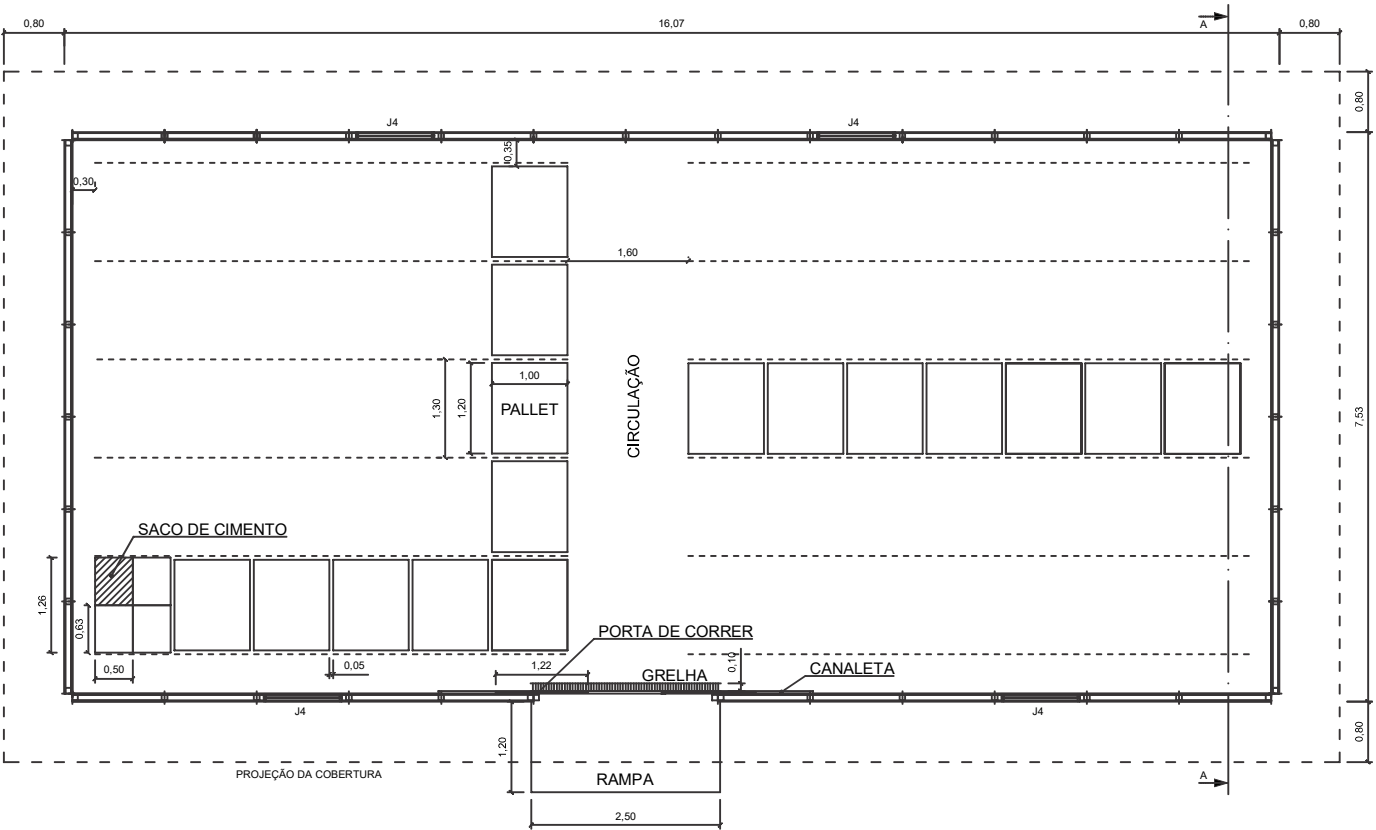 0,80
16,07
A
0,80
0,80
J4
J4
0,35
0,30
1,60
1,00
PALLET
1,30
1,20
CIRCULAÇÃO
7,53
SACO DE CIMENTO
1,26
0,63
0,50
0,05
1,22
PORTA DE CORRER
GRELHA
0,10
CANALETA
J4
J4
1,20
0,80
PROJEÇÃO DA COBERTURA
RAMPA
A
2,50